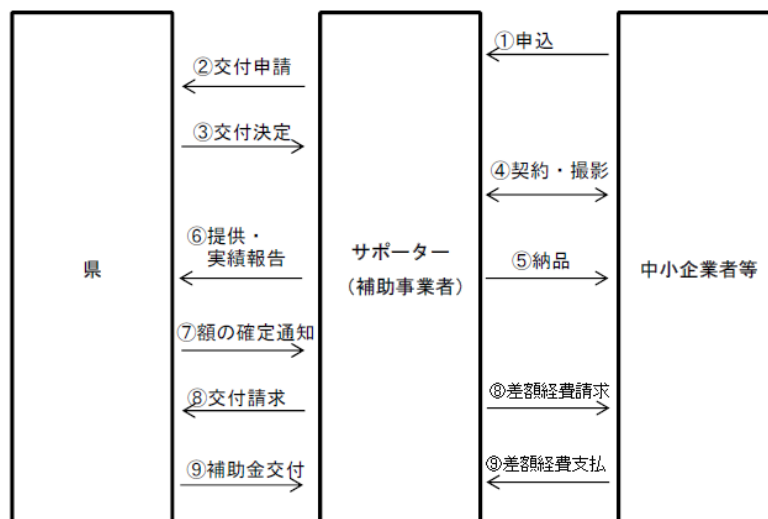 ①申込
②交付申請
③交付決定
④契約・撮影
⑥提供・
実績報告
県
サポーター
（補助事業者）
⑤納品
中小企業者等
⑦額の確定通知
⑧交付請求
⑧差額経費請求
⑨補助金交付
⑨差額経費支払